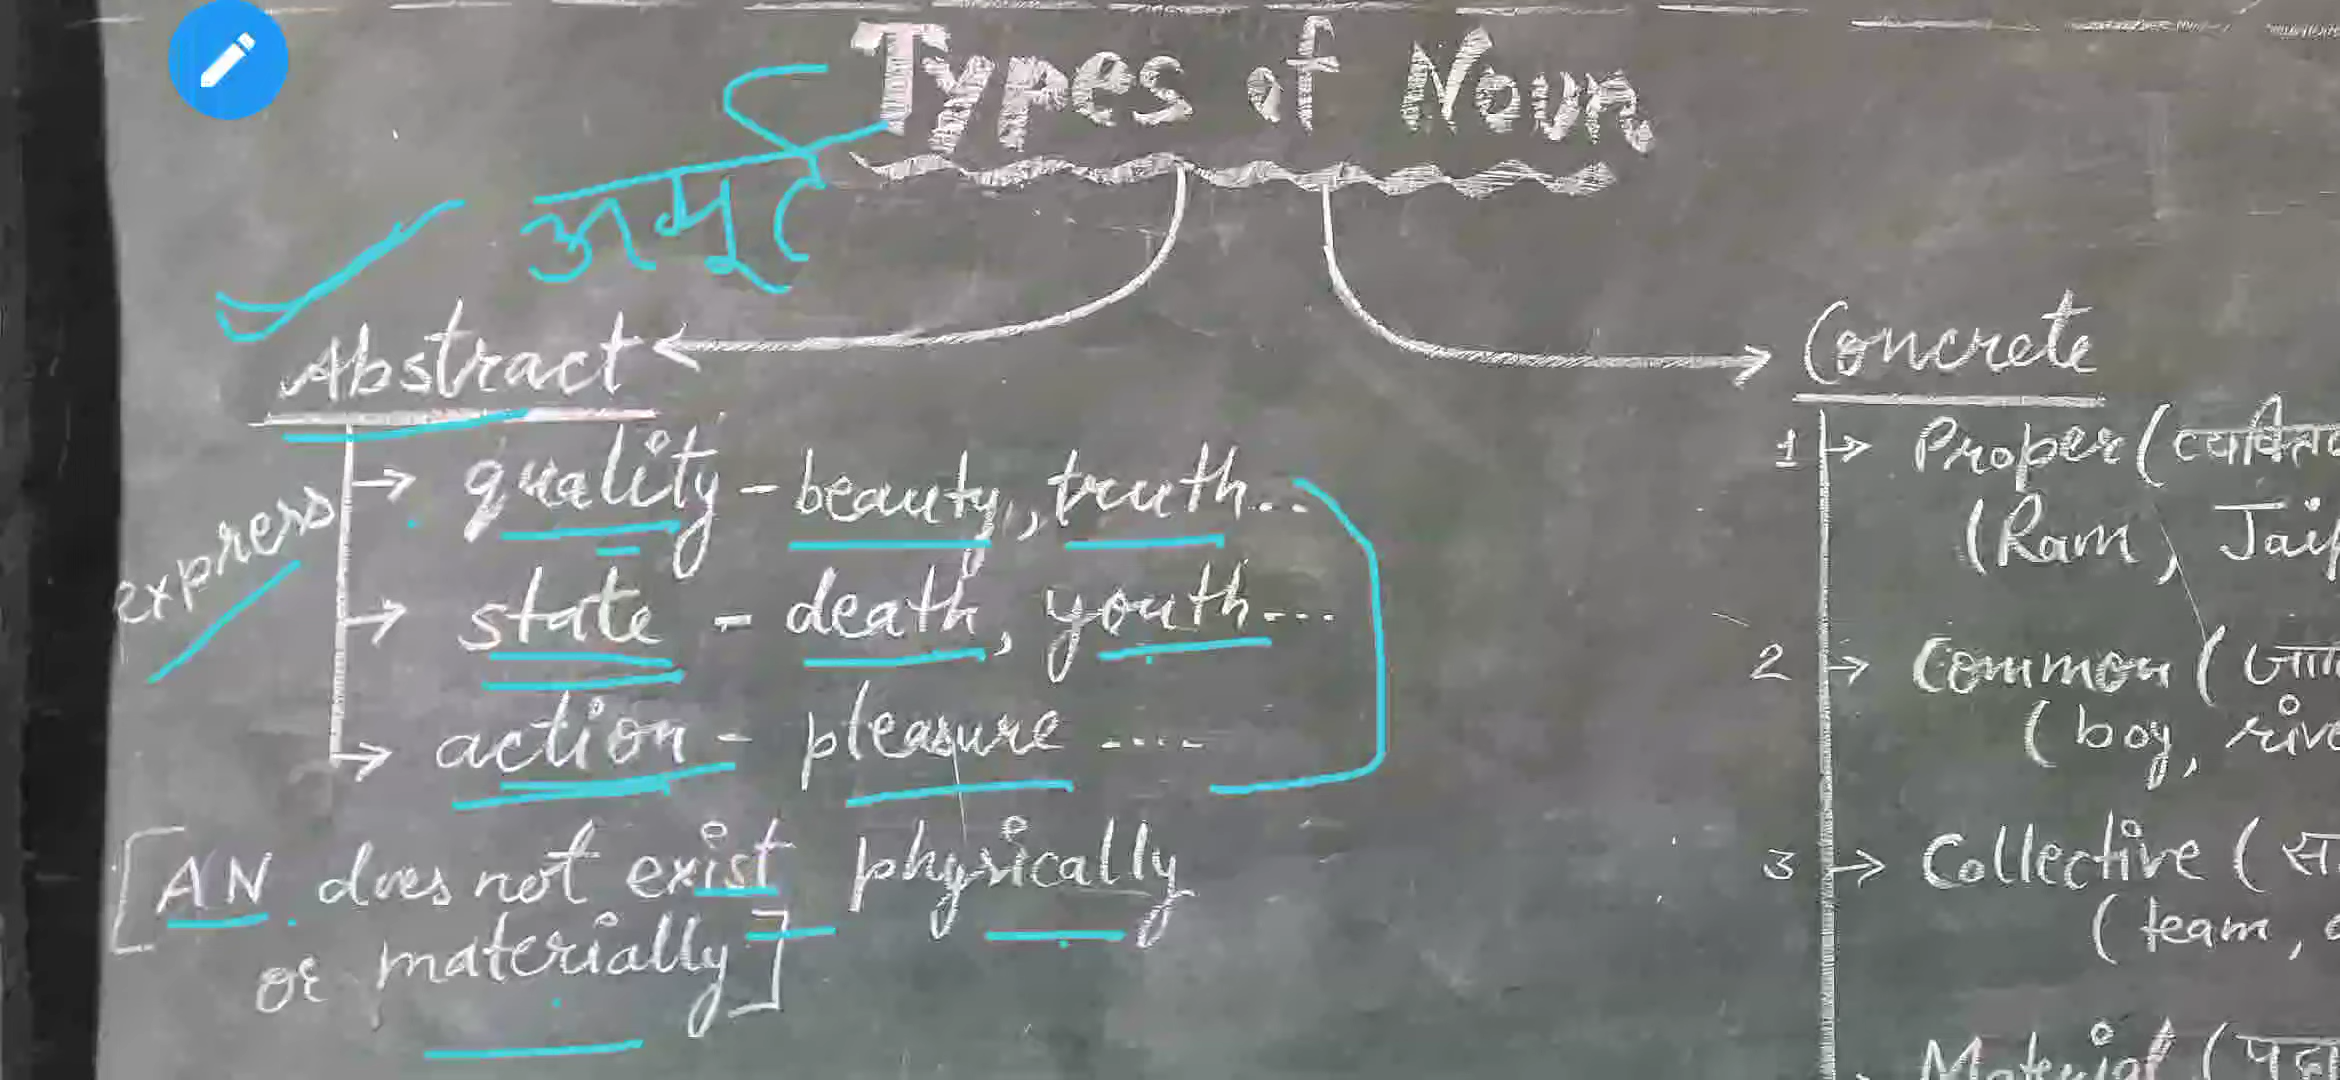 Types of Noun
अमूर्त
Abstract
express
→ quality - beauty, truth..
→ state - death, youth...
→ action - pleasure ....
[AN does not exist physically
or materially]
Concrete
1 → Proper (
(Ram,
2 → Common (
( boy,
3 → Collective (
( team,
Material (